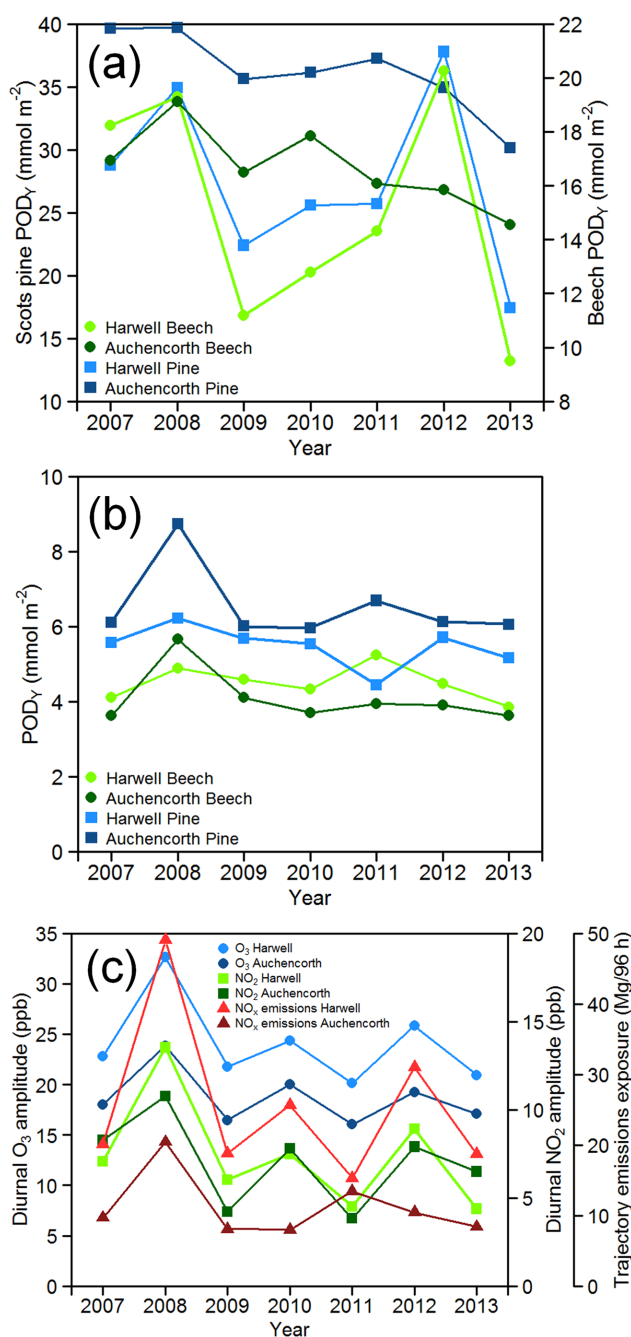 (a)
Scots pine PODY (mmol m-2)
40
35
30
25
20
15
10
Beech PODY (mmol m-2)
22
20
18
16
14
12
10
8
Harwell Beech
Auchencorth Beech
Harwell Pine
Auchencorth Pine
2007 2008 2009 2010 2011 2012 2013
Year
(b)
PODY (mmol m-2)
10
8
6
4
2
0
Harwell Beech
Auchencorth Beech
Harwell Pine
Auchencorth Pine
2007 2008 2009 2010 2011 2012 2013
Year
(c)
Diurnal O3 amplitude (ppb)
35
30
25
20
15
10
5
0
O3 Harwell
O3 Auchencorth
NO2 Harwell
NO2 Auchencorth
NOx emissions Harwell
NOx emissions Auchencorth
Diurnal NO2 amplitude (ppb)
20
15
10
5
0
Trajectory emissions exposure (Mg/96 h)
50
40
30
20
10
0
2007 2008 2009 2010 2011 2012 2013
Year